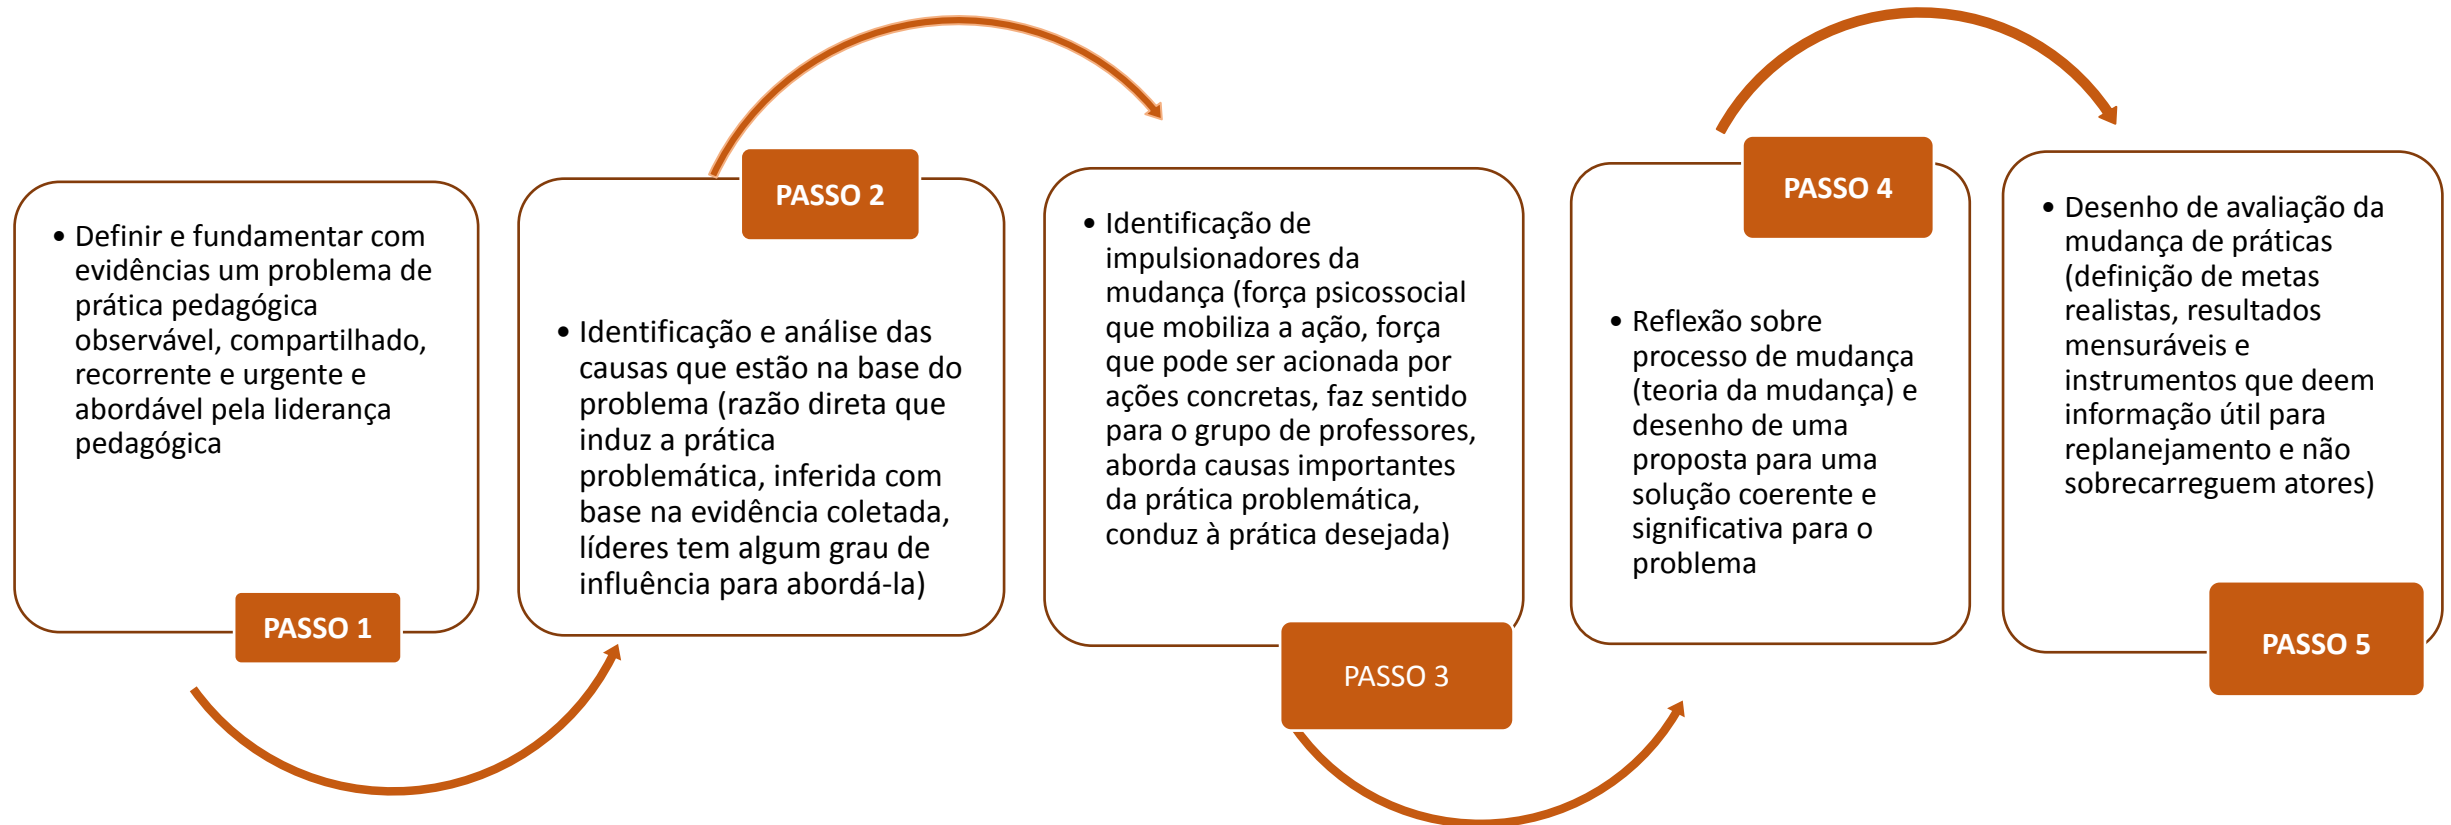 • Definir e fundamentar com
evidências um problema de
prática pedagógica
observável, compartilhado,
recorrente e urgente e
abordável pela liderança
pedagógica
PASSO 1
PASSO 2
• Identificação e análise das
causas que estão na base do
problema (razão direta que
induz a prática
problemática, inferida com
base na evidência coletada,
líderes tem algum grau de
influência para abordá-la)
• Identificação de
impulsionadores da
mudança (força psicossocial
que mobiliza a ação, força
que pode ser acionada por
ações concretas, faz sentido
para o grupo de professores,
aborda causas importantes
da prática problemática,
conduz à prática desejada)
PASSO 3
PASSO 4
• Reflexão sobre
processo de mudança
(teoria da mudança) e
desenho de uma
proposta para uma
solução coerente e
significativa para o
problema
• Desenho de avaliação da
mudança de práticas
(definição de metas
realistas, resultados
mensuráveis e
instrumentos que deem
informação útil para
replanejamento e não
sobrecarreguem atores)
PASSO 5